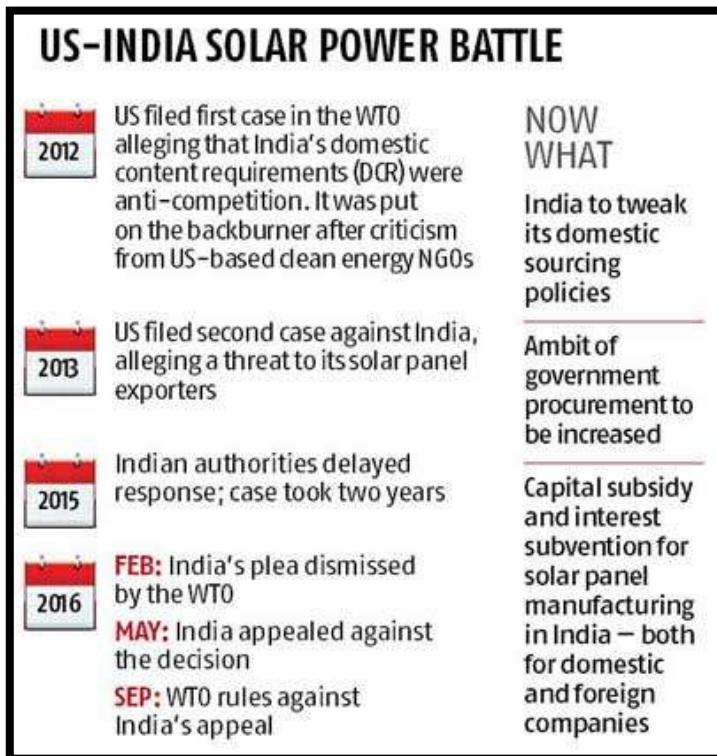 US-INDIA SOLAR POWER BATTLE
2012
US filed first case in the WTO
alleging that India's domestic
content requirements (DCR) were
anti-competition. It was put
on the backburner after criticism
from US-based clean energy NGOs
2013
US filed second case against India,
alleging a threat to its solar panel
exporters
2015
Indian authorities delayed
response; case took two years
2016
FEB: India's plea dismissed
by the WTO
MAY: India appealed against
the decision
SEP: WTO rules against
India's appeal
NOW
WHAT
India to tweak
its domestic
sourcing
policies
Ambit of
government
procurement to
be increased
Capital subsidy
and interest
subvention for
solar panel
manufacturing
in India – both
for domestic
and foreign
companies